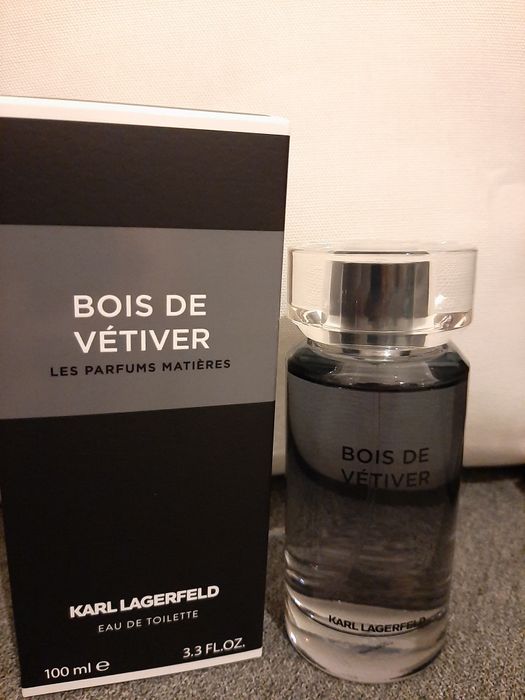 BOIS DE
VÉTIVER
LES PARFUMS MATIÈRES
KARL LAGERFELD
EAU DE TOILETTE
100 ml ℮
3.3 FL.OZ.
BOIS DE
VÉTIVER
KARL LAGERFELD